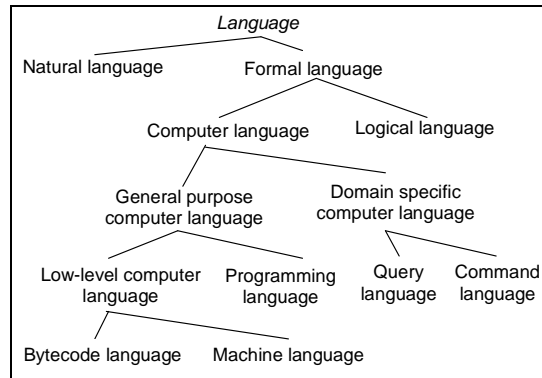 Language
Natural language
Formal language
Computer language
Logical language
General purpose
computer language
Domain specific
computer language
Low-level computer
language
Programming
language
Query
language
Command
language
Bytecode language
Machine language